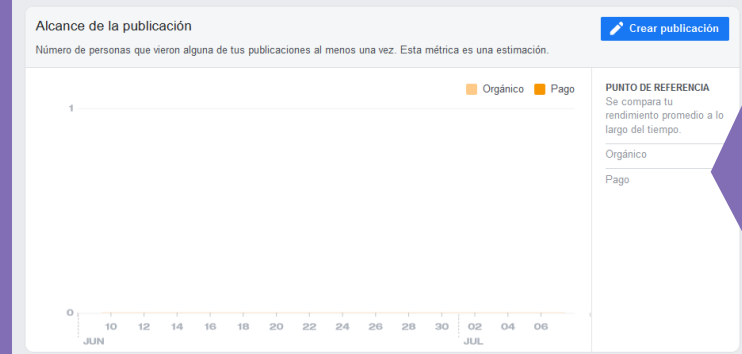 Alcance de la publicación
Crear publicación
Número de personas que vieron alguna de tus publicaciones al menos una vez. Esta métrica es una estimación.
Orgánico Pago
PUNTO DE REFERENCIA
Se compara tu
rendimiento promedio a lo
largo del tiempo.
Orgánico
Pago
1
0
10 12 14 16 18 20 22 24 26 28 30 02 04 06
JUN JUL